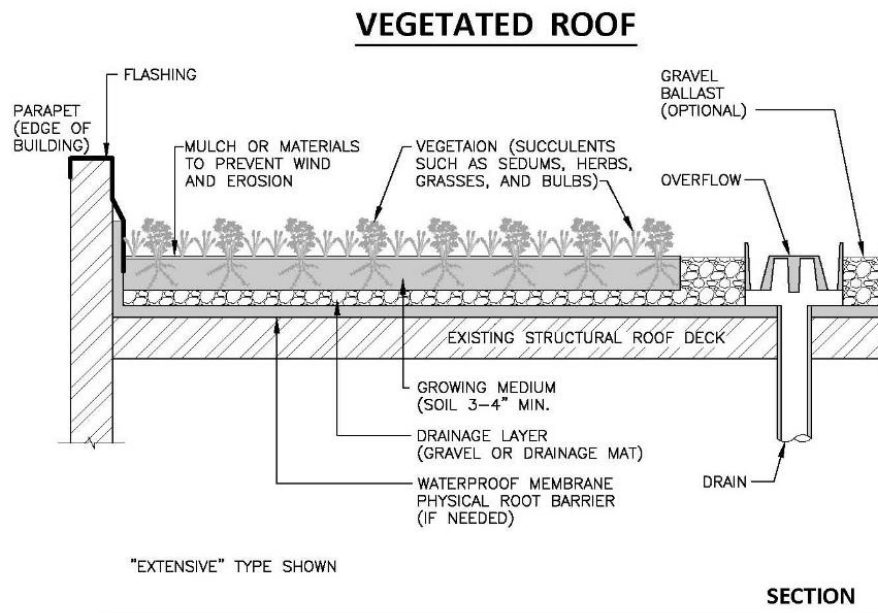 VEGETATED ROOF
FLASHING
PARAPET
(EDGE OF
BUILDING)
MULCH OR MATERIALS
TO PREVENT WIND
AND EROSION
VEGETAION (SUCCULENTS
SUCH AS SEDUMS, HERBS,
GRASSES, AND BULBS)
GRAVEL
BALLAST
(OPTIONAL)
OVERFLOW
EXISTING STRUCTURAL ROOF DECK
GROWING MEDIUM
(SOIL 3-4" MIN.
DRAINAGE LAYER
(GRAVEL OR DRAINAGE MAT)
WATERPROOF MEMBRANE
PHYSICAL ROOT BARRIER
(IF NEEDED)
DRAIN
"EXTENSIVE" TYPE SHOWN
SECTION